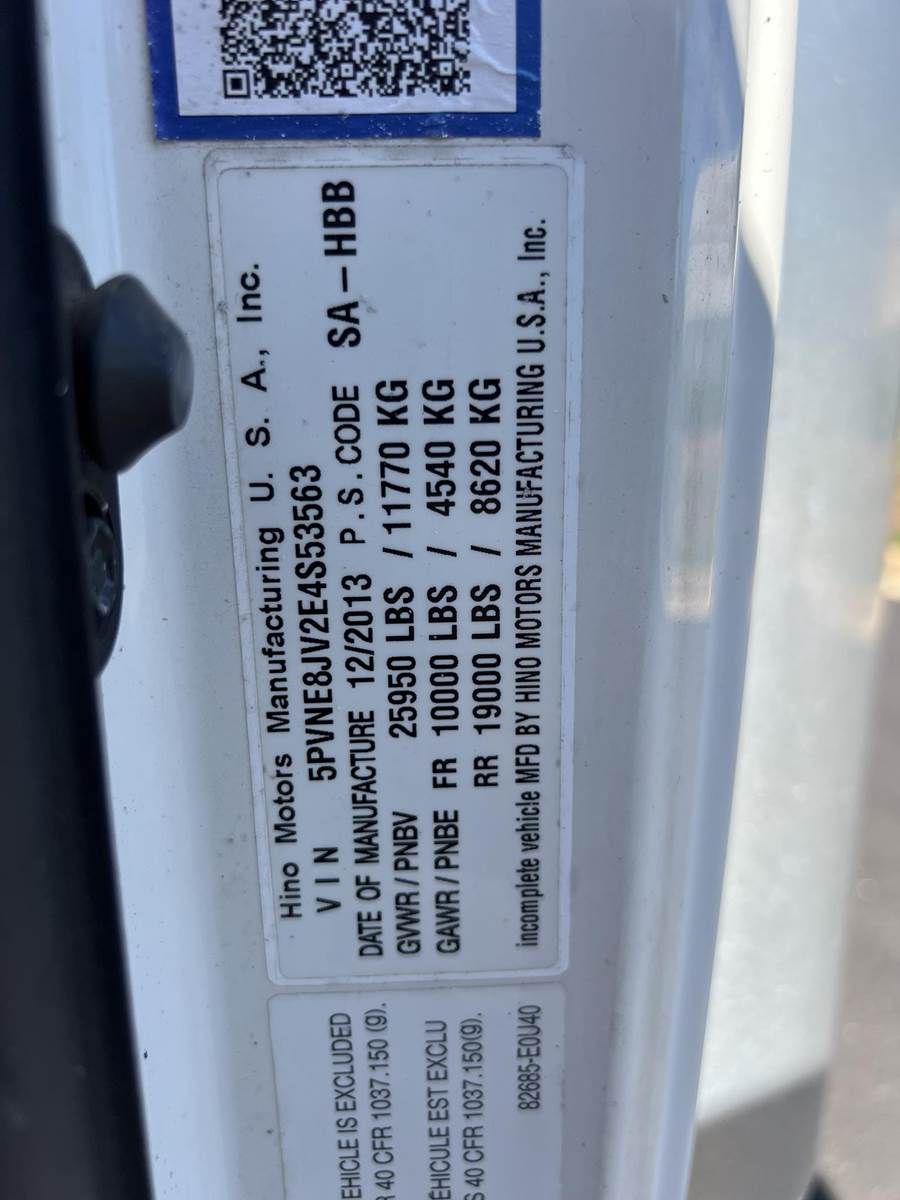 Hino Motors Manufacturing U. S. A., Inc.
VIN 5PVNE8JV2E4S53563
DATE OF MANUFACTURE 12/2013 P.S.CODE SA-HBB
GVWR/PNBV 25950 LBS / 11770 KG
GAWR/PNBE FR 10000 LBS / 4540 KG
RR 19000 LBS / 8620 KG
incomplete vehicle MFD BY HINO MOTORS MANUFACTURING U.S.A., Inc.
EHICLE IS EXCLUDED
40 CFR 1037.150 (9).
ÉHICULE EST EXCLU
S 40 CFR 1037.150(9).
82685-E0U40